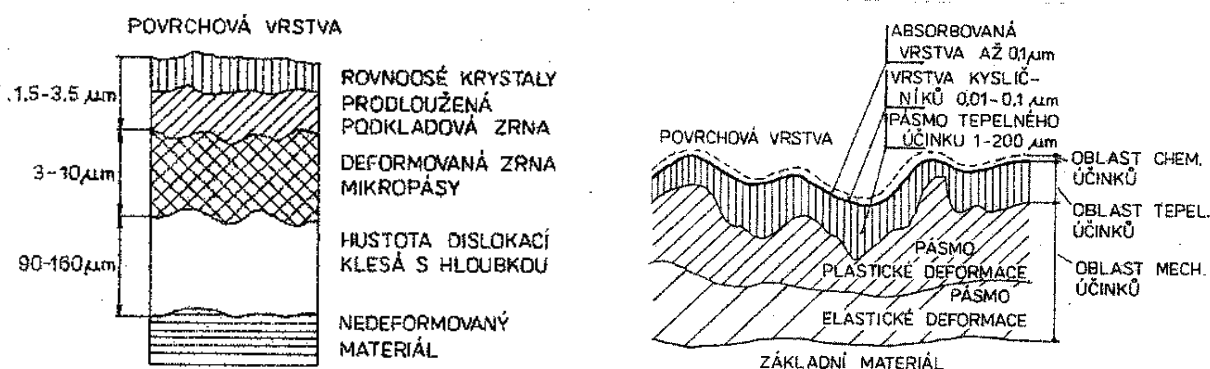 POVRCHOVÁ VRSTVA
1.5-3.5 µm
3-10 µm
90-160 µm
ROVNOOSÉ KRYSTALY
PRODLOUŽENÁ
PODKLADOVÁ ZRNA
DEFORMOVANÁ ZRNA
MIKROPÁSY
HUSTOTA DISLOKACÍ
KLESÁ S HLOUBKOU
NEDEFORMOVANÝ
MATERIÁL
ABSORBOVANÁ
VRSTVA AŽ 0,1µm
VRSTVA KYSLIČ-
NÍKŮ 0,01-0,1 µm
PÁSMO TEPELNÉHO
ÚČINKU 1-200 µm
POVRCHOVÁ VRSTVA
OBLAST CHEM.
ÚČINKŮ
OBLAST TEPEL.
ÚČINKŮ
OBLAST MECH.
ÚČINKŮ
PÁSMO
PLASTICKÉ DEFORMACE
PÁSMO
ELASTICKÉ DEFORMACE
ZÁKLADNÍ MATERIÁL